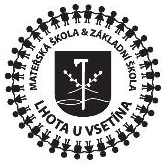 MATEŘSKÁ ŠKOLA & ZÁKLADNÍ ŠKOLA
LHOTA U VSETÍNA